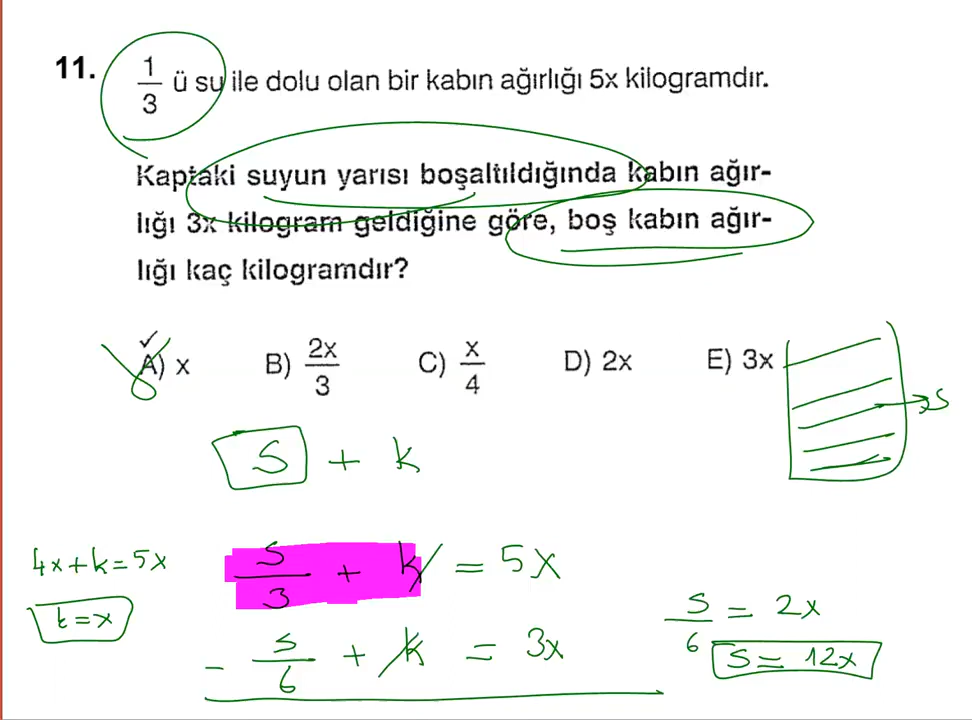 11. 1/3 ü su ile dolu olan bir kabın ağırlığı 5x kilogramdır.
Kaptaki suyun yarısı boşaltıldığında kabın ağır-
lığı 3x kilogram geldiğine göre, boş kabın ağır-
lığı kaç kilogramdır?
A) x B) 2x/3 C) x/4 D) 2x E) 3x
S
S + k
4x+k=5x
k=x
S/3 + k = 5x
- S/6 + k = 3x
S/6 = 2x
S = 12x